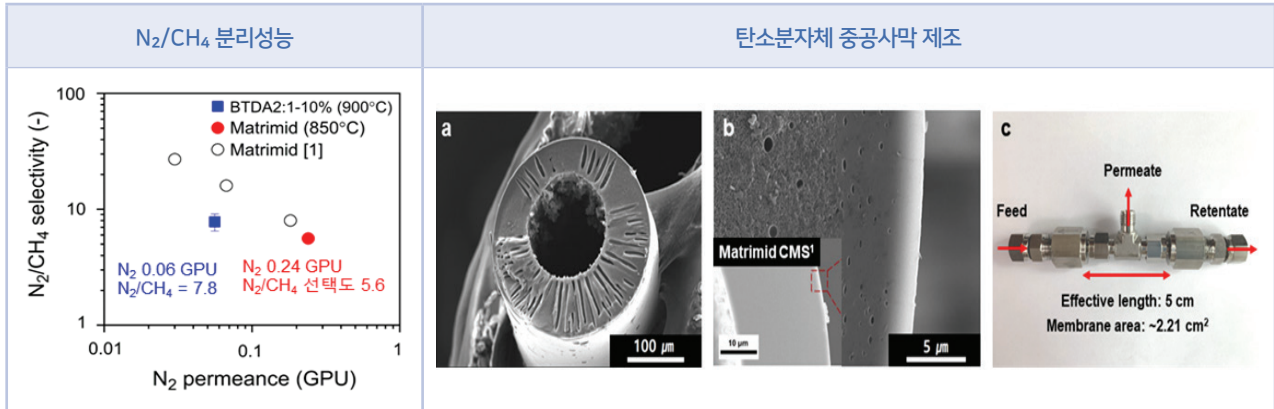 N₂/CH₄ 분리성능
탄소분자체 중공사막 제조
N₂/CH₄ selectivity (-)
100
10
1
BTDA2:1-10% (900°C)
Matrimid (850°C)
Matrimid [1]
N₂ 0.06 GPU
N₂/CH₄ = 7.8
N₂ 0.24 GPU
N₂/CH₄ 선택도 5.6
0.01
0.1
1
N₂ permeance (GPU)
a
100 ㎛
b
Matrimid CMS¹
10 ㎛
5 ㎛
c
Permeate
Feed
Retentate
Effective length: 5 cm
Membrane area: ~2.21 cm²